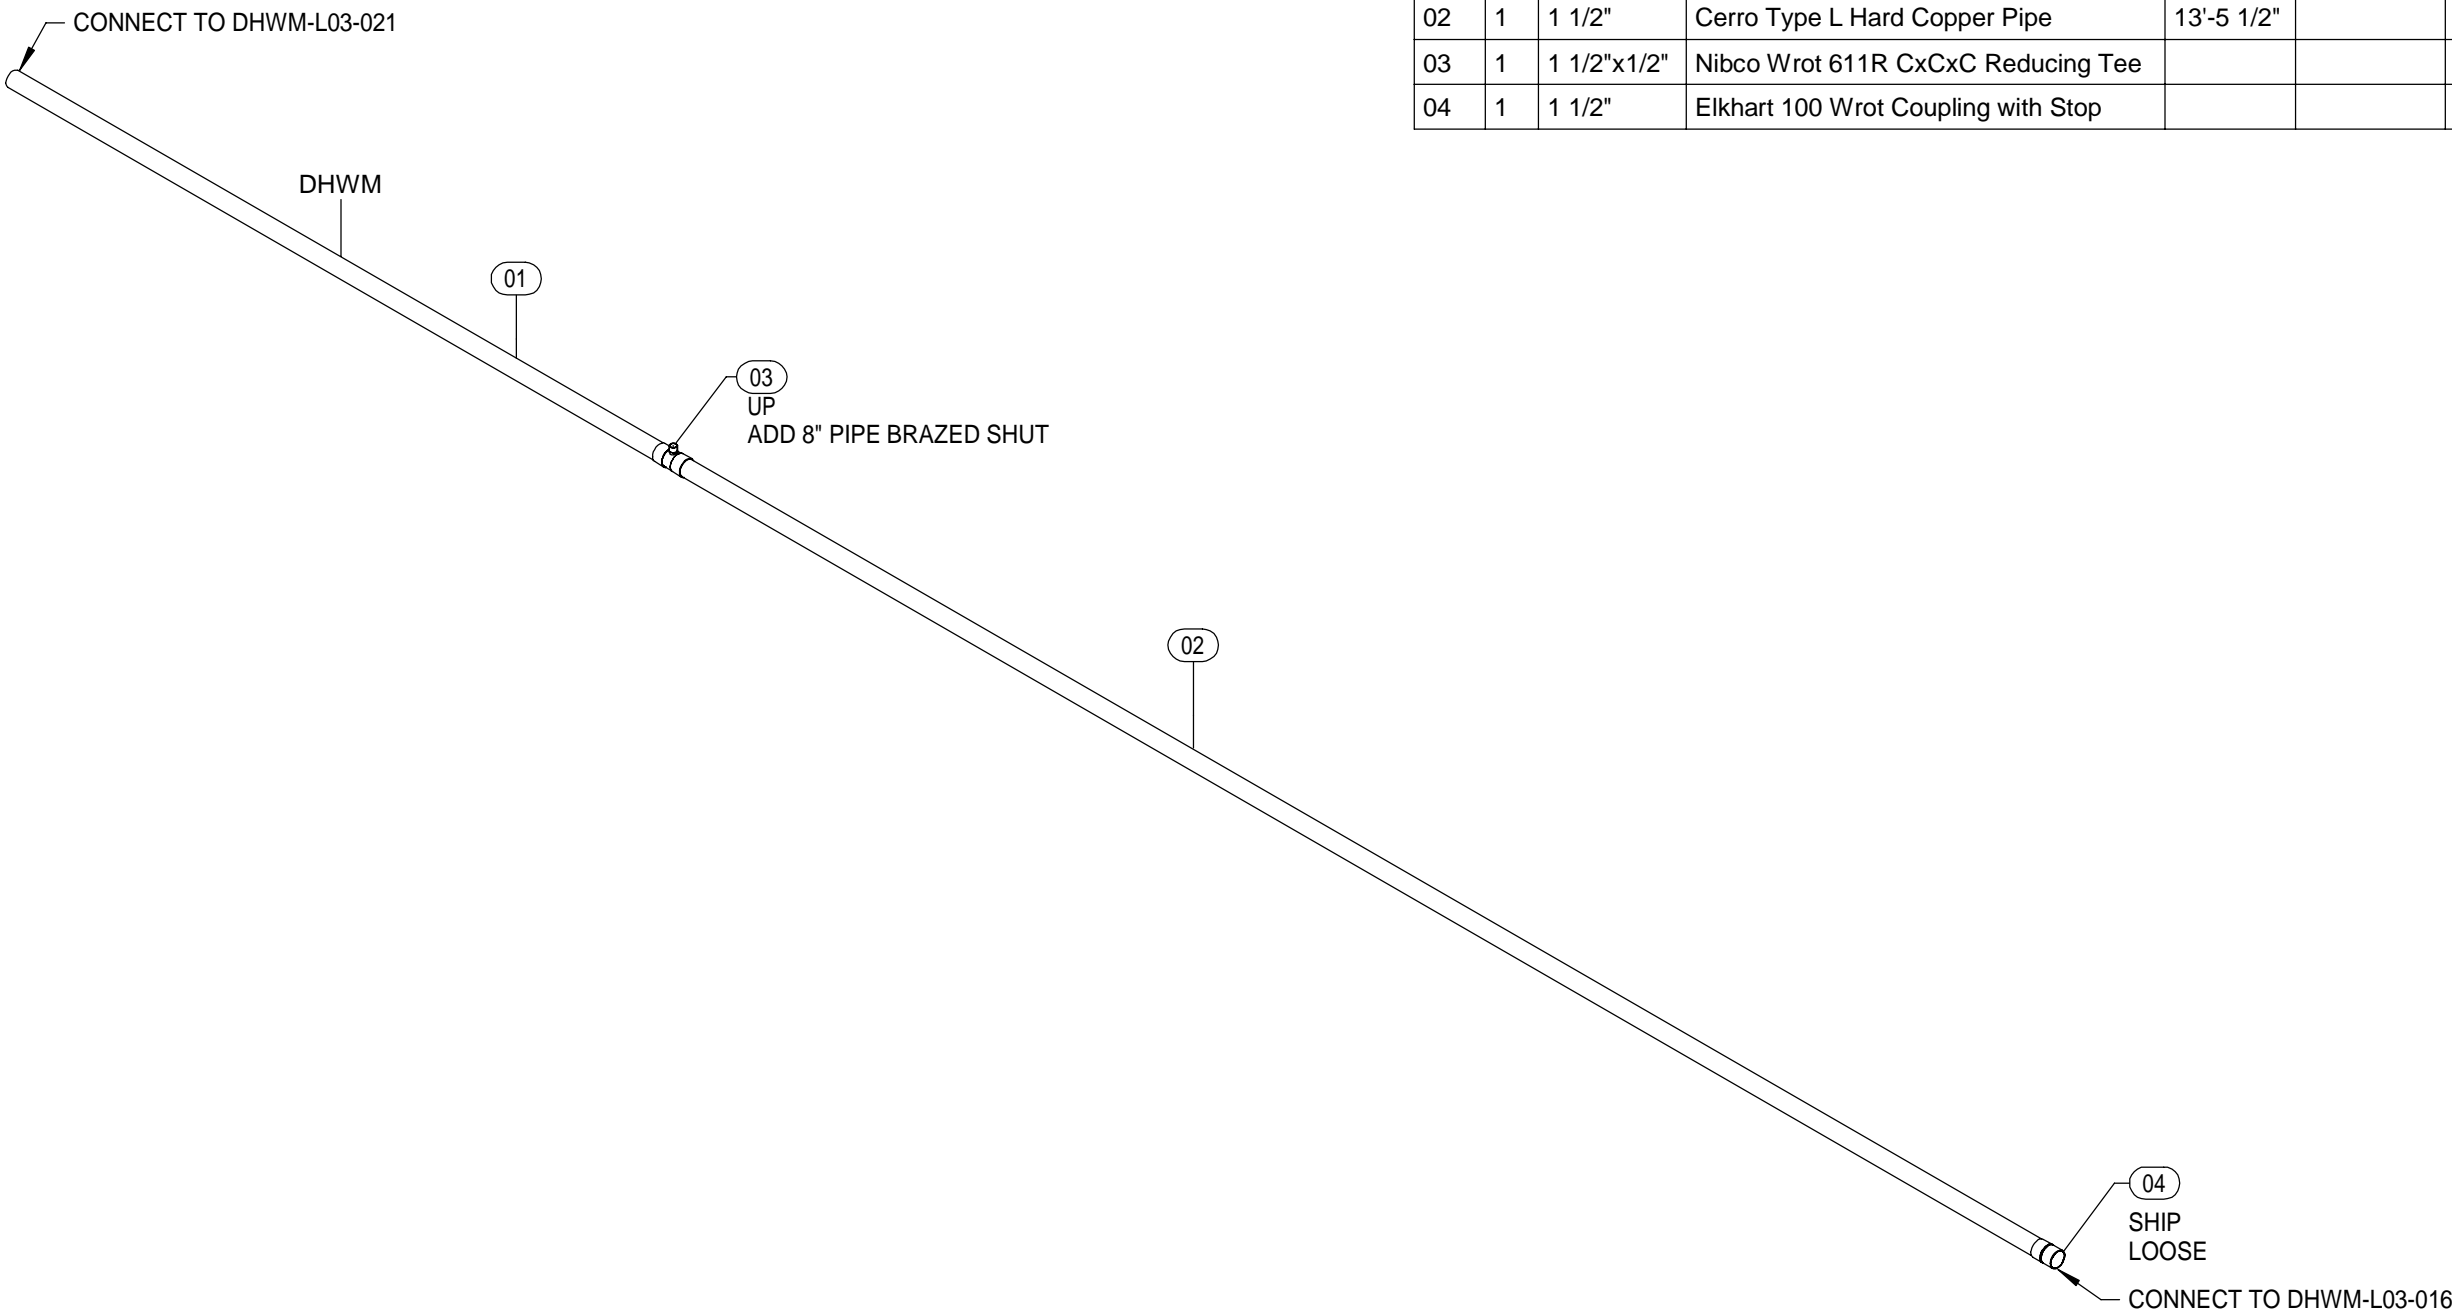 CONNECT TO DHWM-L03-021
02 1 1 1/2" Cerro Type L Hard Copper Pipe 13'-5 1/2"
03 1 1 1/2"x1/2" Nibco Wrot 611R CxCxC Reducing Tee
04 1 1 1/2" Elkhart 100 Wrot Coupling with Stop
DHWM
01
03
UP
ADD 8" PIPE BRAZED SHUT
02
04
SHIP
LOOSE
CONNECT TO DHWM-L03-016